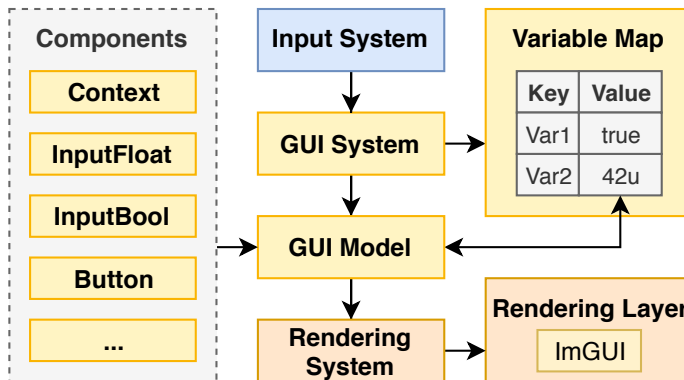 Components
Context
InputFloat
InputBool
Button
...
Input System
GUI System
GUI Model
Rendering
System
Variable Map
Key Value
Var1 true
Var2 42u
Rendering Layer
ImGUI